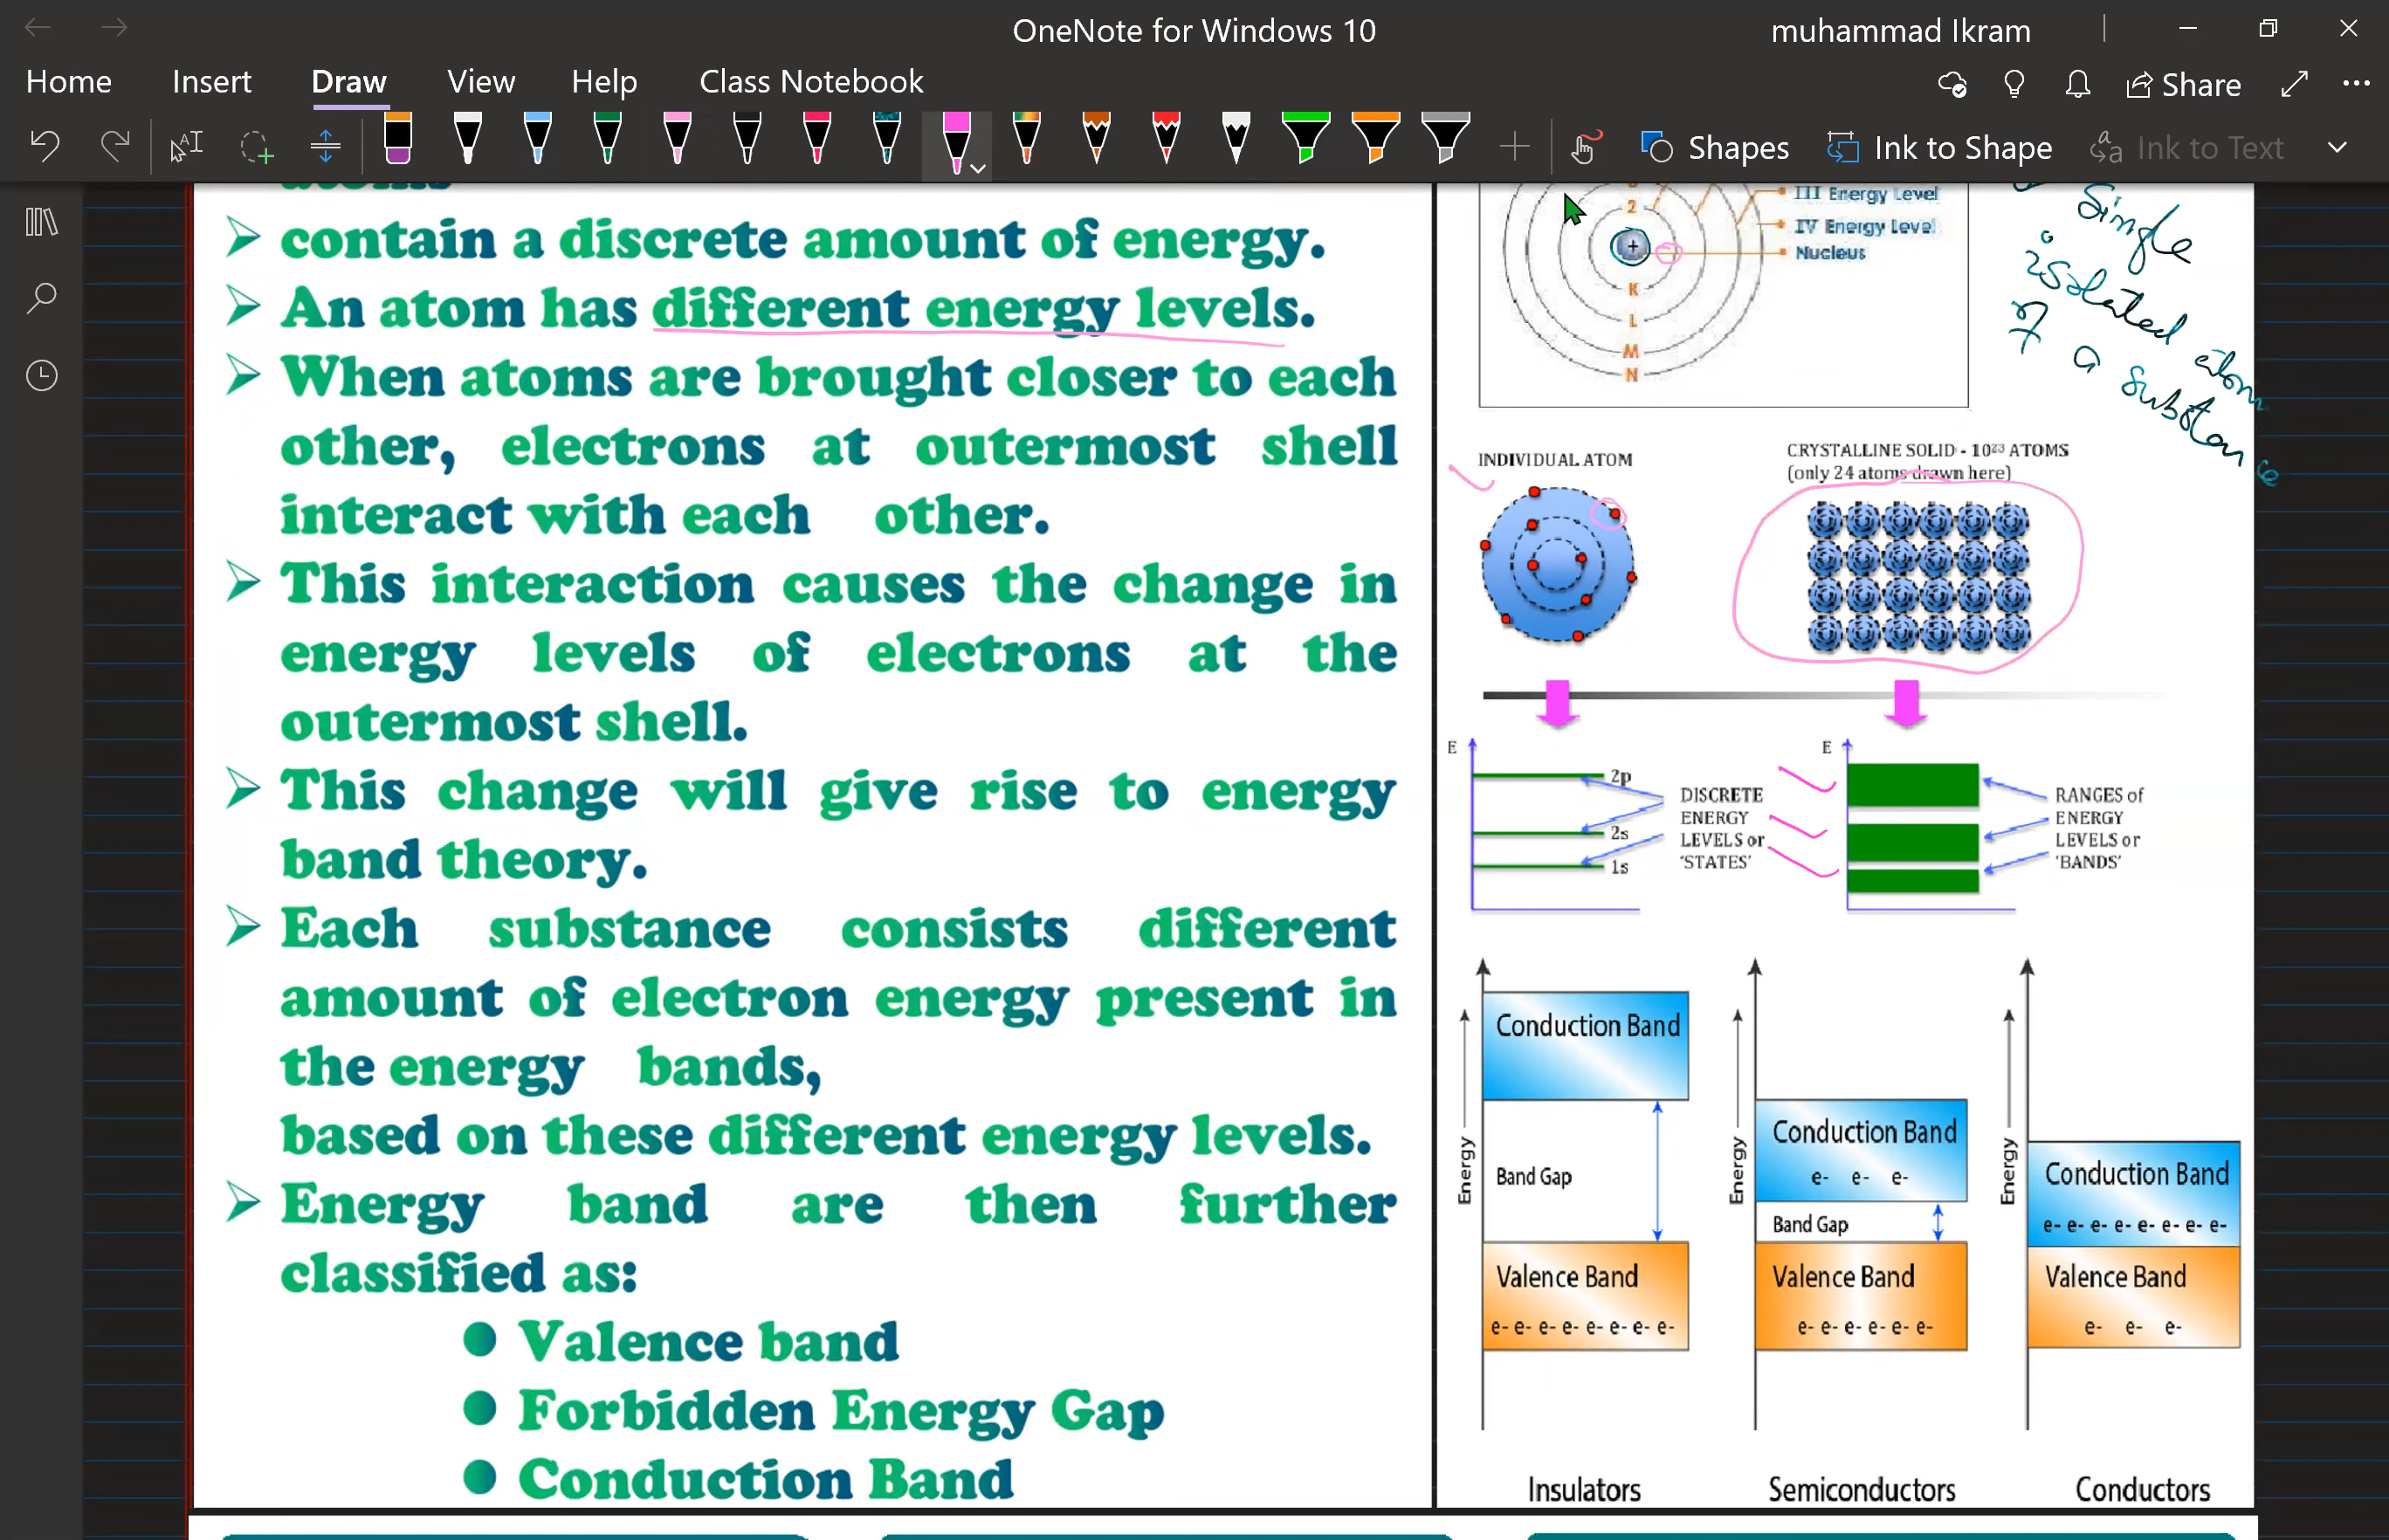 OneNote for Windows 10
muhammad Ikram
Home Insert Draw View Help Class Notebook
Share
Shapes Ink to Shape Ink to Text
atoms
contain a discrete amount of energy.
An atom has different energy levels.
When atoms are brought closer to each
other, electrons at outermost shell
interact with each other.
This interaction causes the change in
energy levels of electrons at the
outermost shell.
This change will give rise to energy
band theory.
Each substance consists different
amount of electron energy present in
the energy bands,
based on these different energy levels.
Energy band are then further
classified as:
Valence band
Forbidden Energy Gap
Conduction Band
III Energy Level
IV Energy Level
Nucleus
2
+
K
L
M
N
Single
isolated atom
of a substance
INDIVIDUAL ATOM
CRYSTALLINE SOLID - 10²³ ATOMS
(only 24 atoms drawn here)
E
2p
2s
1s
DISCRETE
ENERGY
LEVELS or
'STATES'
E
RANGES of
ENERGY
LEVELS or
'BANDS'
Energy
Conduction Band
Band Gap
Valence Band
e- e- e- e- e- e- e- e-
Insulators
Energy
Conduction Band
e- e- e-
Band Gap
Valence Band
e- e- e- e- e- e-
Semiconductors
Energy
Conduction Band
e- e- e- e- e- e- e- e-
Valence Band
e- e- e-
Conductors